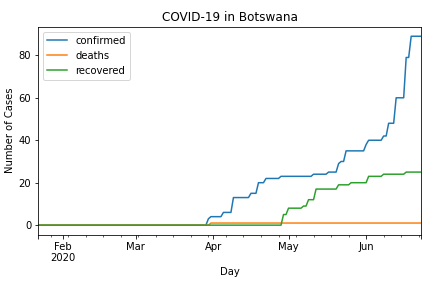 COVID-19 in Botswana
confirmed
deaths
recovered
80
60
40
20
0
Number of Cases
Feb
2020
Mar
Apr
May
Jun
Day